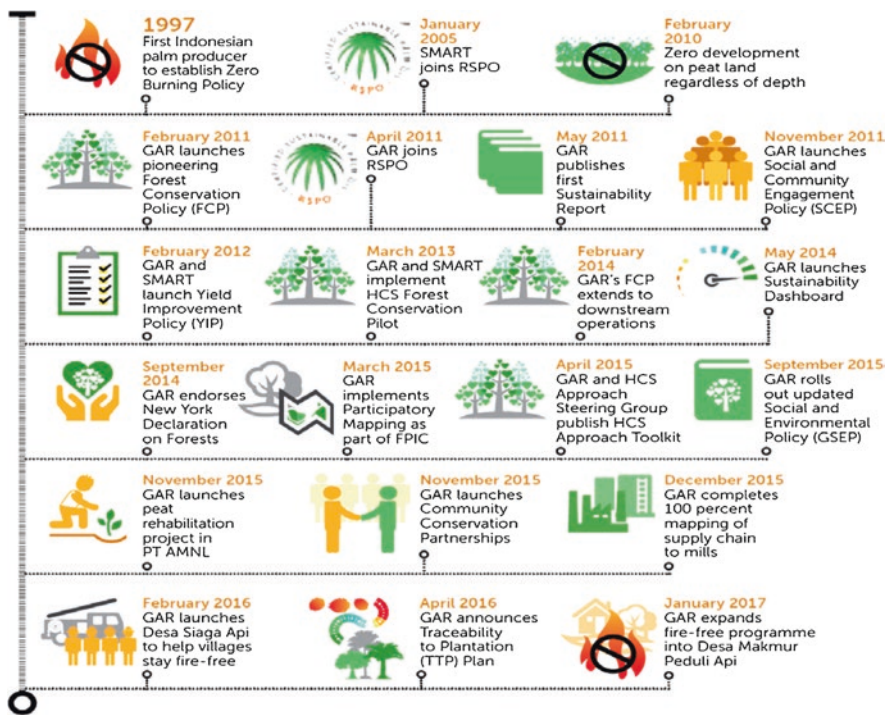 1997
First Indonesian
palm producer
to establish Zero
Burning Policy
RSPO
January
2005
SMART
joins RSPO
February
2010
Zero development
on peat land
regardless of depth
February 2011
GAR launches
pioneering
Forest
Conservation
Policy (FCP)
RSPO
April 2011
GAR joins
RSPO
May 2011
GAR
publishes
first
Sustainability
Report
November 2011
GAR launches
Social and
Community
Engagement
Policy (SCEP)
February 2012
GAR and
SMART
launch Yield
Improvement
Policy (YIP)
March 2013
GAR and SMART
implement
HCS Forest
Conservation
Pilot
February
2014
GAR's FCP
extends to
downstream
operations
May 2014
GAR launches
Sustainability
Dashboard
September
2014
GAR endorses
New York
Declaration
on Forests
March 2015
GAR
implements
Participatory
Mapping as
part of FPIC
April 2015
GAR and HCS
Approach
Steering Group
publish HCS
Approach Toolkit
September 2015
GAR rolls
out updated
Social and
Environmental
Policy (GSEP)
November 2015
GAR launches
peat
rehabilitation
project in
PT AMNL
November 2015
GAR launches
Community
Conservation
Partnerships
December 2015
GAR completes
100 percent
mapping of
supply chain
to mills
February 2016
GAR launches
Desa Siaga Api
to help villages
stay fire-free
April 2016
GAR announces
Traceability
to Plantation
(TTP) Plan
January 2017
GAR expands
fire-free programme
into Desa Makmur
Peduli Api